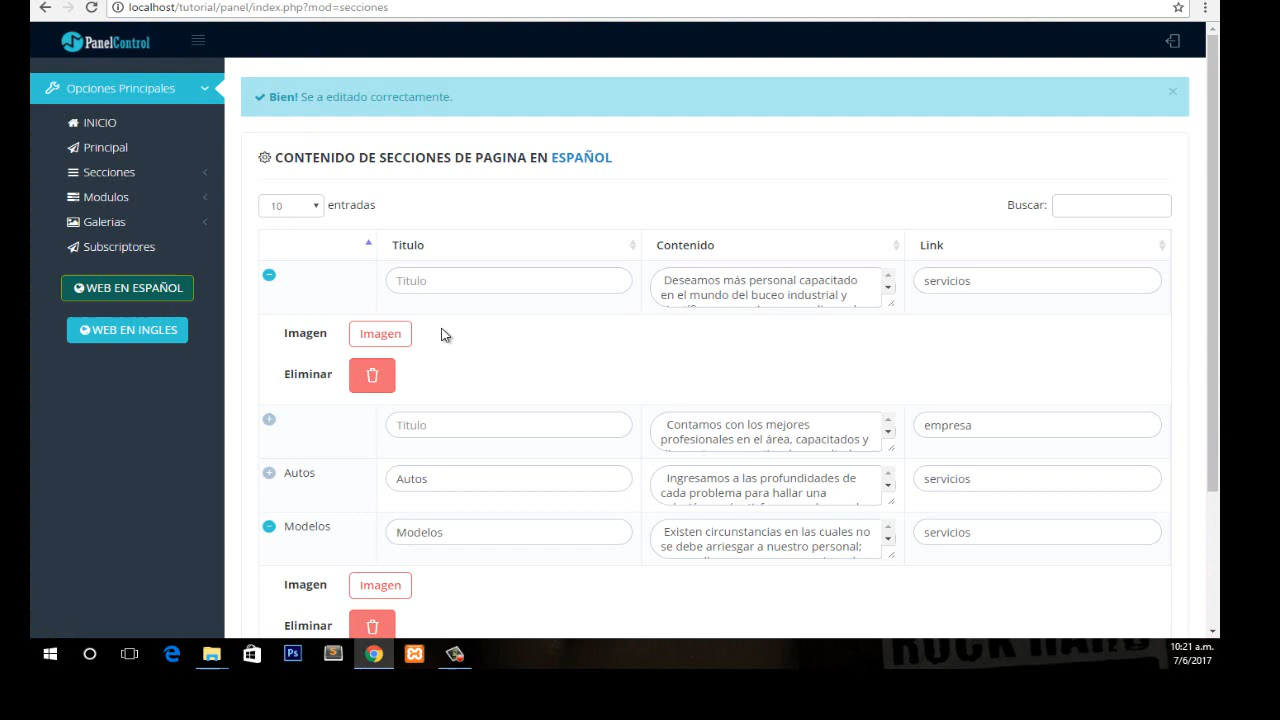 localhost/tutorial/panel/index.php?mod=secciones
PanelControl
Opciones Principales
INICIO
Principal
Secciones
Modulos
Galerias
Subscriptores
WEB EN ESPAÑOL
WEB EN INGLES
Bien! Se a editado correctamente.
×
CONTENIDO DE SECCIONES DE PAGINA EN ESPAÑOL
10 entradas
Buscar:
Titulo Contenido Link
Titulo
Deseamos más personal capacitado
en el mundo del buceo industrial y
servicios
Imagen Imagen
Eliminar
Titulo
Contamos con los mejores
profesionales en el área, capacitados y
empresa
Autos Autos
Ingresamos a las profundidades de
cada problema para hallar una
servicios
Modelos Modelos
Existen circunstancias en las cuales no
se debe arriesgar a nuestro personal;
servicios
Imagen Imagen
Eliminar
Ps
S
ROCK HARD
10:21 a.m.
7/6/2017